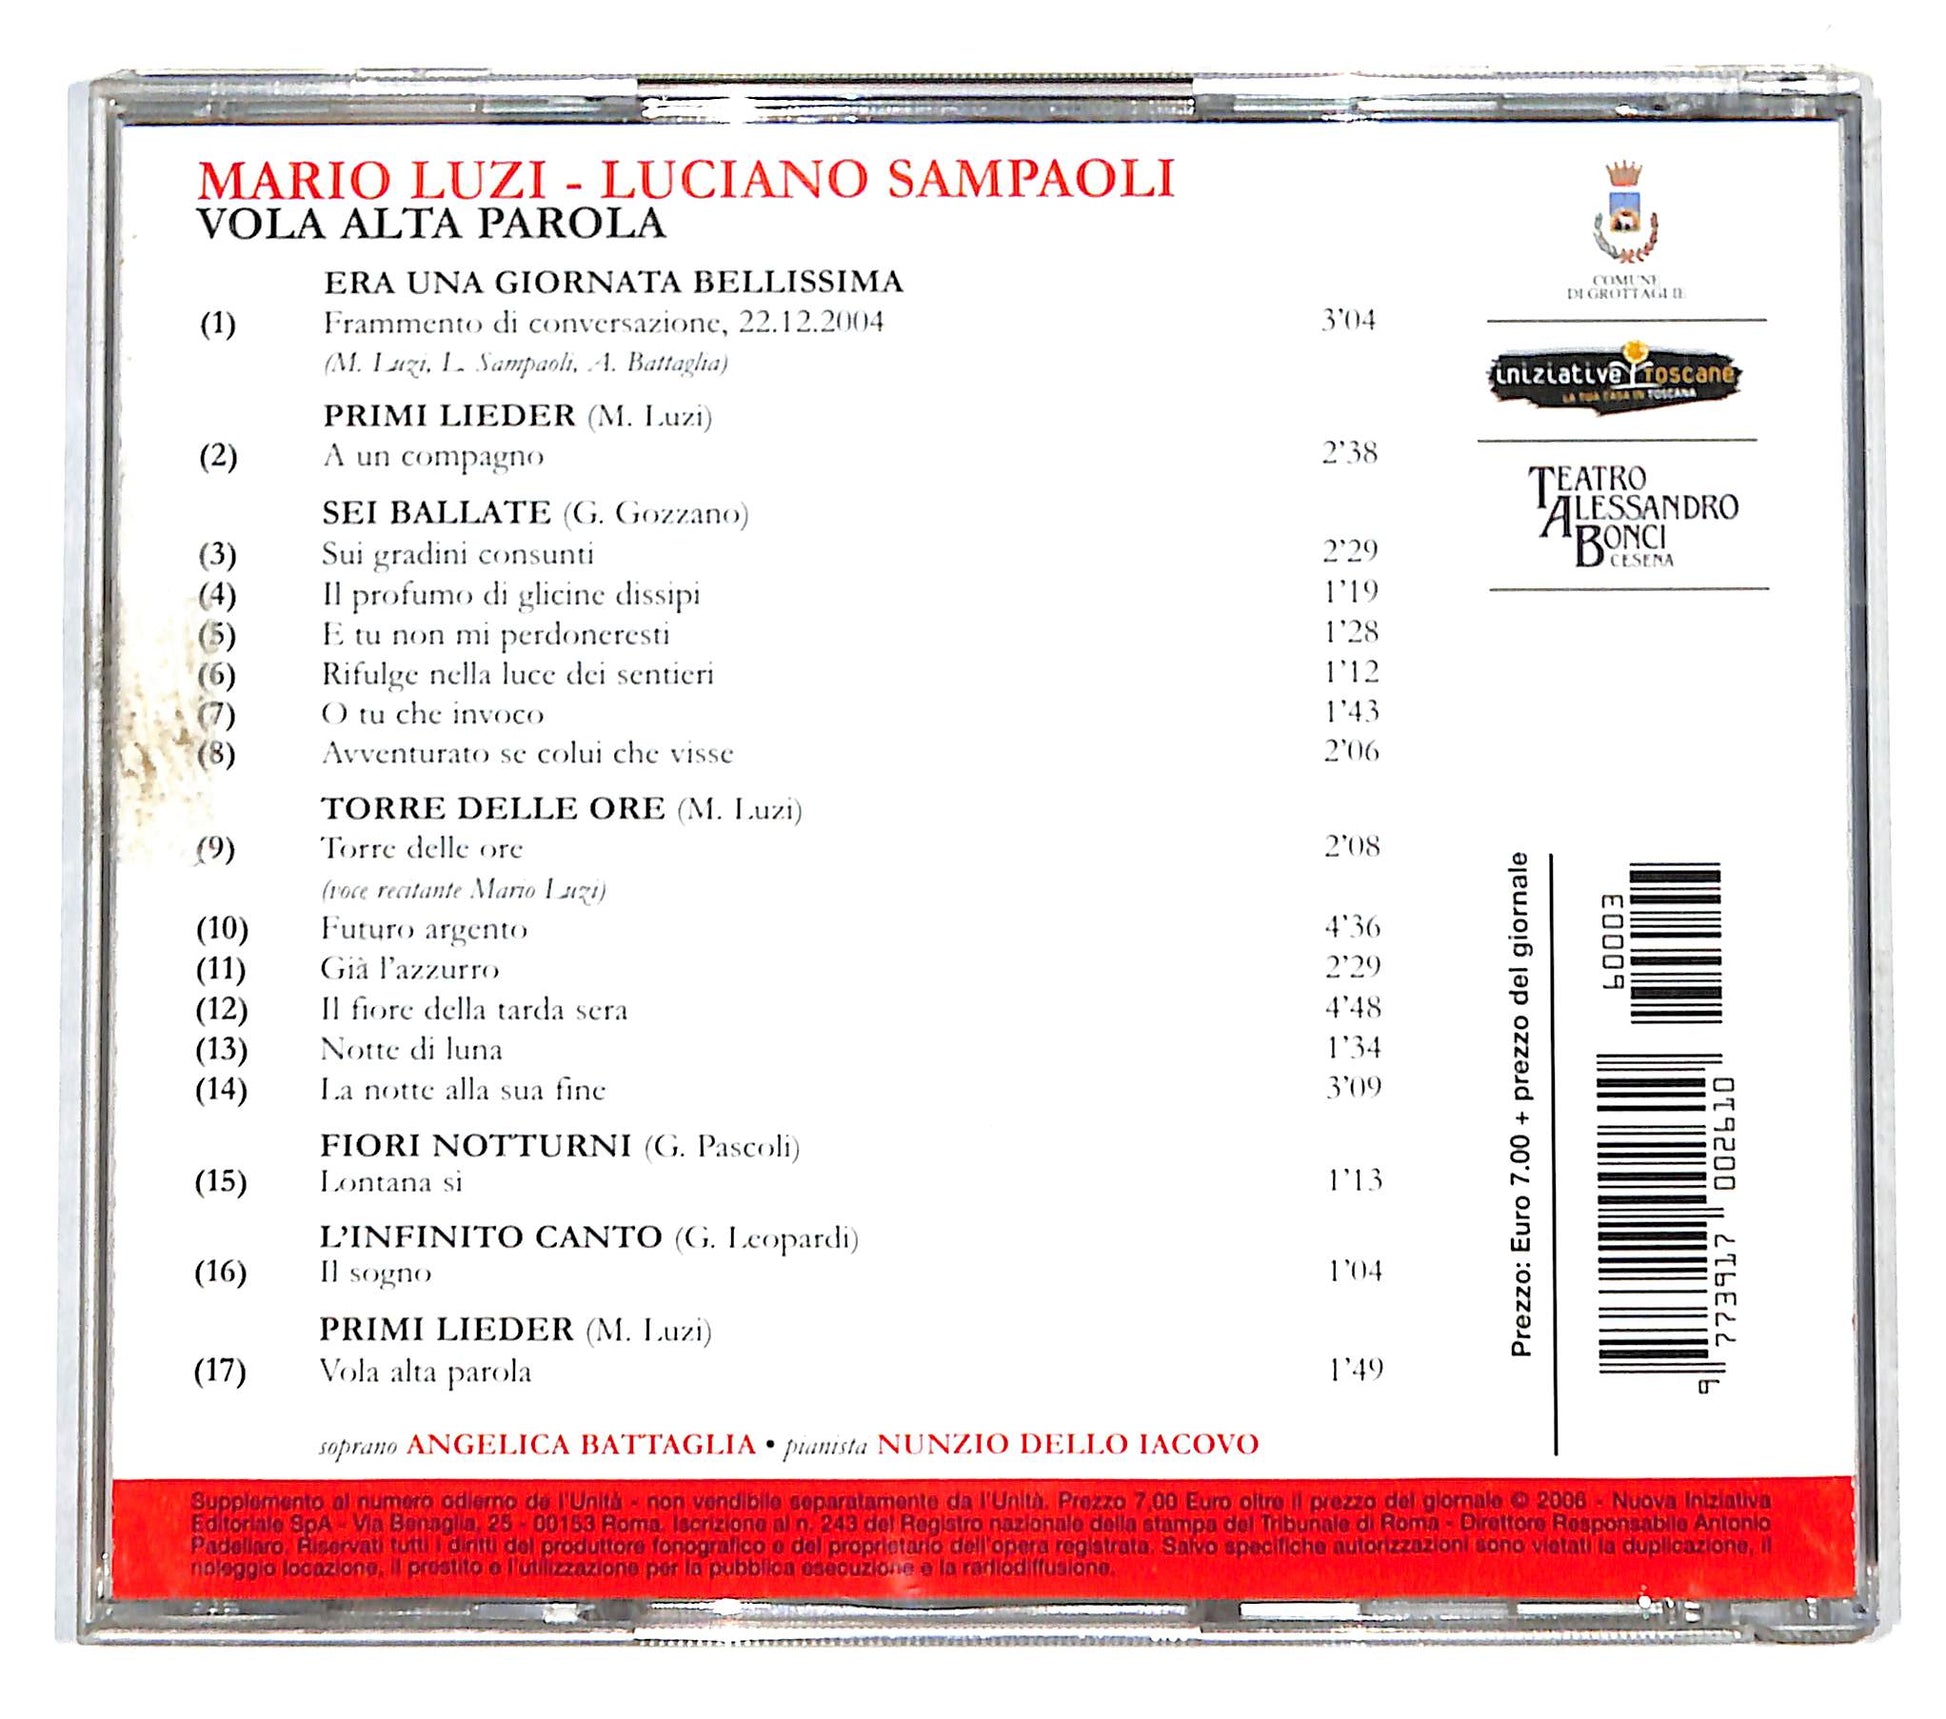 MARIO LUZI - LUCIANO SAMPAOLI
VOLA ALTA PAROLA
ERA UNA GIORNATA BELLISSIMA
(1) Frammento di conversazione, 22.12.2004 3'04
(M. Luzi, L. Sampaoli, A. Battaglia)
PRIMI LIEDER (M. Luzi)
(2) A un compagno 2'38
SEI BALLATE (G. Gozzano)
(3) Sui gradini consunti 2'29
(4) Il profumo di glicine dissipi 1'19
(5) E tu non mi perdoneresti 1'28
(6) Rifulge nella luce dei sentieri 1'12
(7) O tu che invoco 1'43
(8) Avventurato se colui che visse 2'06
TORRE DELLE ORE (M. Luzi)
(9) Torre delle ore 2'08
(voce recitante Mario Luzi)
(10) Futuro argento 4'36
(11) Già l'azzurro 2'29
(12) Il fiore della tarda sera 4'48
(13) Notte di luna 1'34
(14) La notte alla sua fine 3'09
FIORI NOTTURNI (G. Pascoli)
(15) Lontana si 1'13
L'INFINITO CANTO (G. Leopardi)
(16) Il sogno 1'04
PRIMI LIEDER (M. Luzi)
(17) Vola alta parola 1'49
soprano ANGELICA BATTAGLIA • pianista NUNZIO DELLO IACOVO
COMUNE
DI GROTTAGLIE
iniziative toscane
LA TUA CASA IN TOSCANA
TEATRO
ALESSANDRO
BONCI
CESENA
Prezzo: Euro 7.00 + prezzo del giornale
E0009
9 773917 002610
Supplemento al numero odierno de l'Unità - non vendibile separatamente da l'Unità. Prezzo 7,00 Euro oltre il prezzo del giornale © 2006 - Nuova Iniziativa
Editoriale SpA - Via Benaglia, 25 - 00153 Roma. Iscrizione al n. 243 del Registro nazionale della stampa del Tribunale di Roma - Direttore Responsabile Antonio
Padellaro. Riservati tutti i diritti del produttore fonografico e del proprietario dell'opera registrata. Salvo specifiche autorizzazioni sono vietati la duplicazione, il
noleggio locazione, il prestito e l'utilizzazione per la pubblica esecuzione e la radiodiffusione.